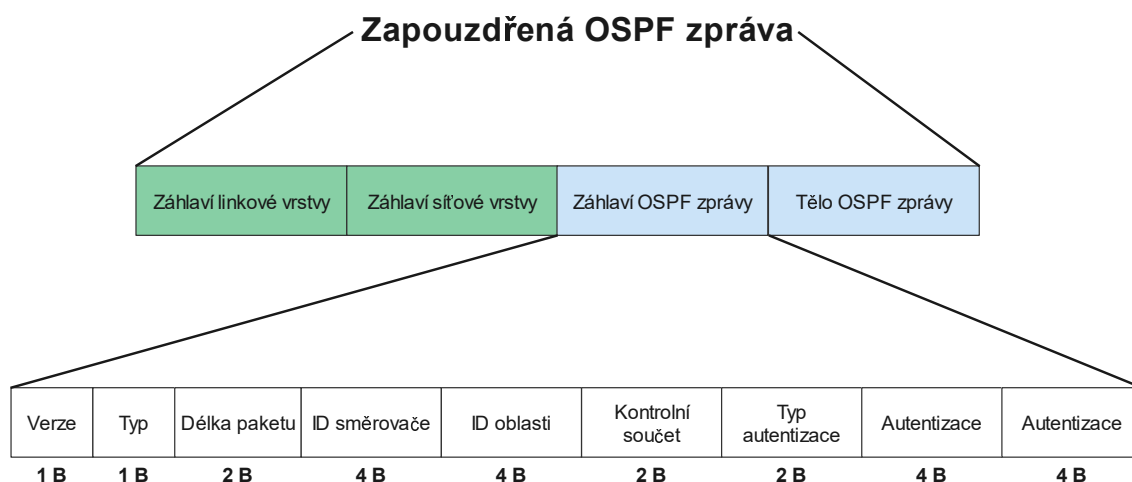 Zapouzdřená OSPF zpráva
Záhlaví linkové vrstvy
Záhlaví síťové vrstvy
Záhlaví OSPF zprávy
Tělo OSPF zprávy
Verze
Typ
Délka paketu
ID směrovače
ID oblasti
Kontrolní
součet
Typ
autentizace
Autentizace
Autentizace
1 B
1 B
2 B
4 B
4 B
2 B
2 B
4 B
4 B